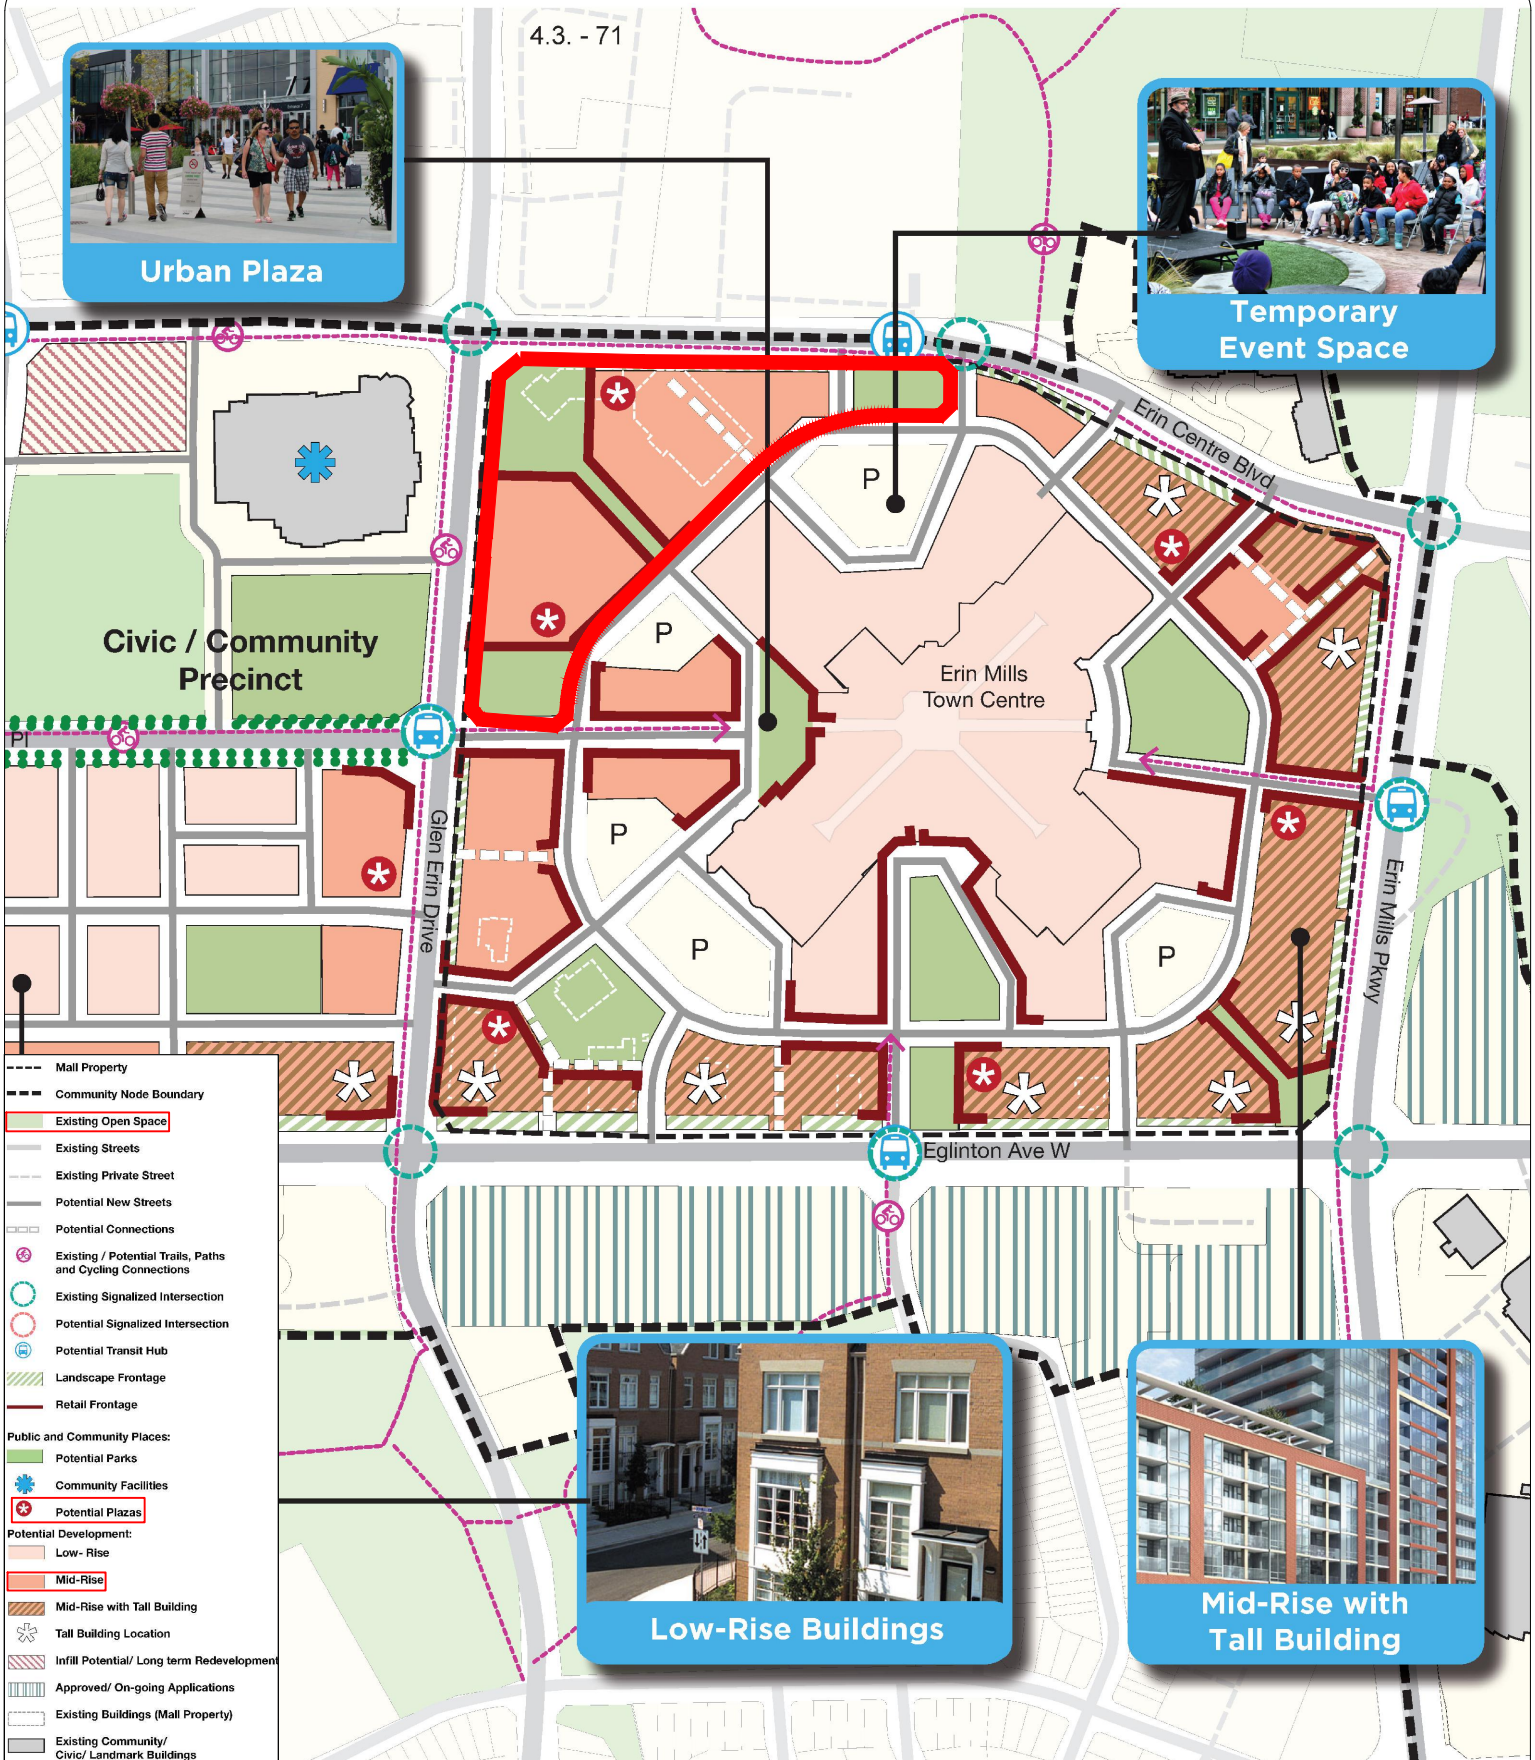 4.3. - 71
Urban Plaza
Temporary
Event Space
Erin Centre Blvd
P
Civic / Community
Precinct
P
Erin Mills
Town Centre
Pl
Glen Erin Drive
P
P
P
Erin Mills Pkwy
Eglinton Ave W
Mall Property
Community Node Boundary
Existing Open Space
Existing Streets
Existing Private Street
Potential New Streets
Potential Connections
Existing / Potential Trails, Paths
and Cycling Connections
Existing Signalized Intersection
Potential Signalized Intersection
Potential Transit Hub
Landscape Frontage
Retail Frontage
Public and Community Places:
Potential Parks
Community Facilities
Potential Plazas
Potential Development:
Low- Rise
Mid-Rise
Mid-Rise with Tall Building
Tall Building Location
Infill Potential/ Long term Redevelopment
Approved/ On-going Applications
Existing Buildings (Mall Property)
Existing Community/
Civic/ Landmark Buildings
Low-Rise Buildings
Mid-Rise with
Tall Building